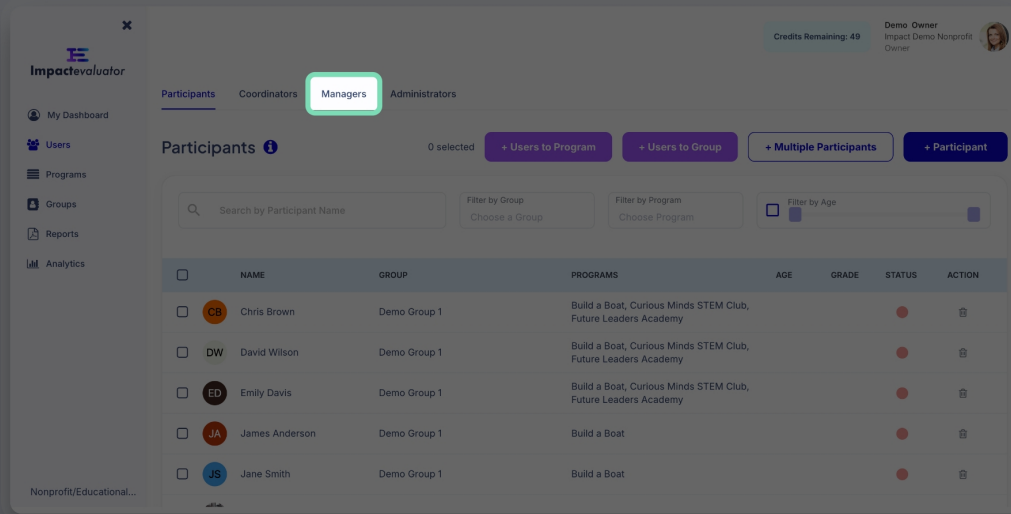 ✖
Credits Remaining: 49
Demo Owner
Impact Demo Nonprofit
Owner
IE
Impactevaluator
My Dashboard
Users
Programs
Groups
Reports
Analytics
Nonprofit/Educational...
Participants Coordinators Managers Administrators
Participants
0 selected + Users to Program + Users to Group + Multiple Participants + Participant
Search by Participant Name
Filter by Group
Choose a Group
Filter by Program
Choose Program
Filter by Age
NAME GROUP PROGRAMS AGE GRADE STATUS ACTION
CB Chris Brown Demo Group 1 Build a Boat, Curious Minds STEM Club,
Future Leaders Academy
DW David Wilson Demo Group 1 Build a Boat, Curious Minds STEM Club,
Future Leaders Academy
ED Emily Davis Demo Group 1 Build a Boat, Curious Minds STEM Club,
Future Leaders Academy
JA James Anderson Demo Group 1 Build a Boat
JS Jane Smith Demo Group 1 Build a Boat